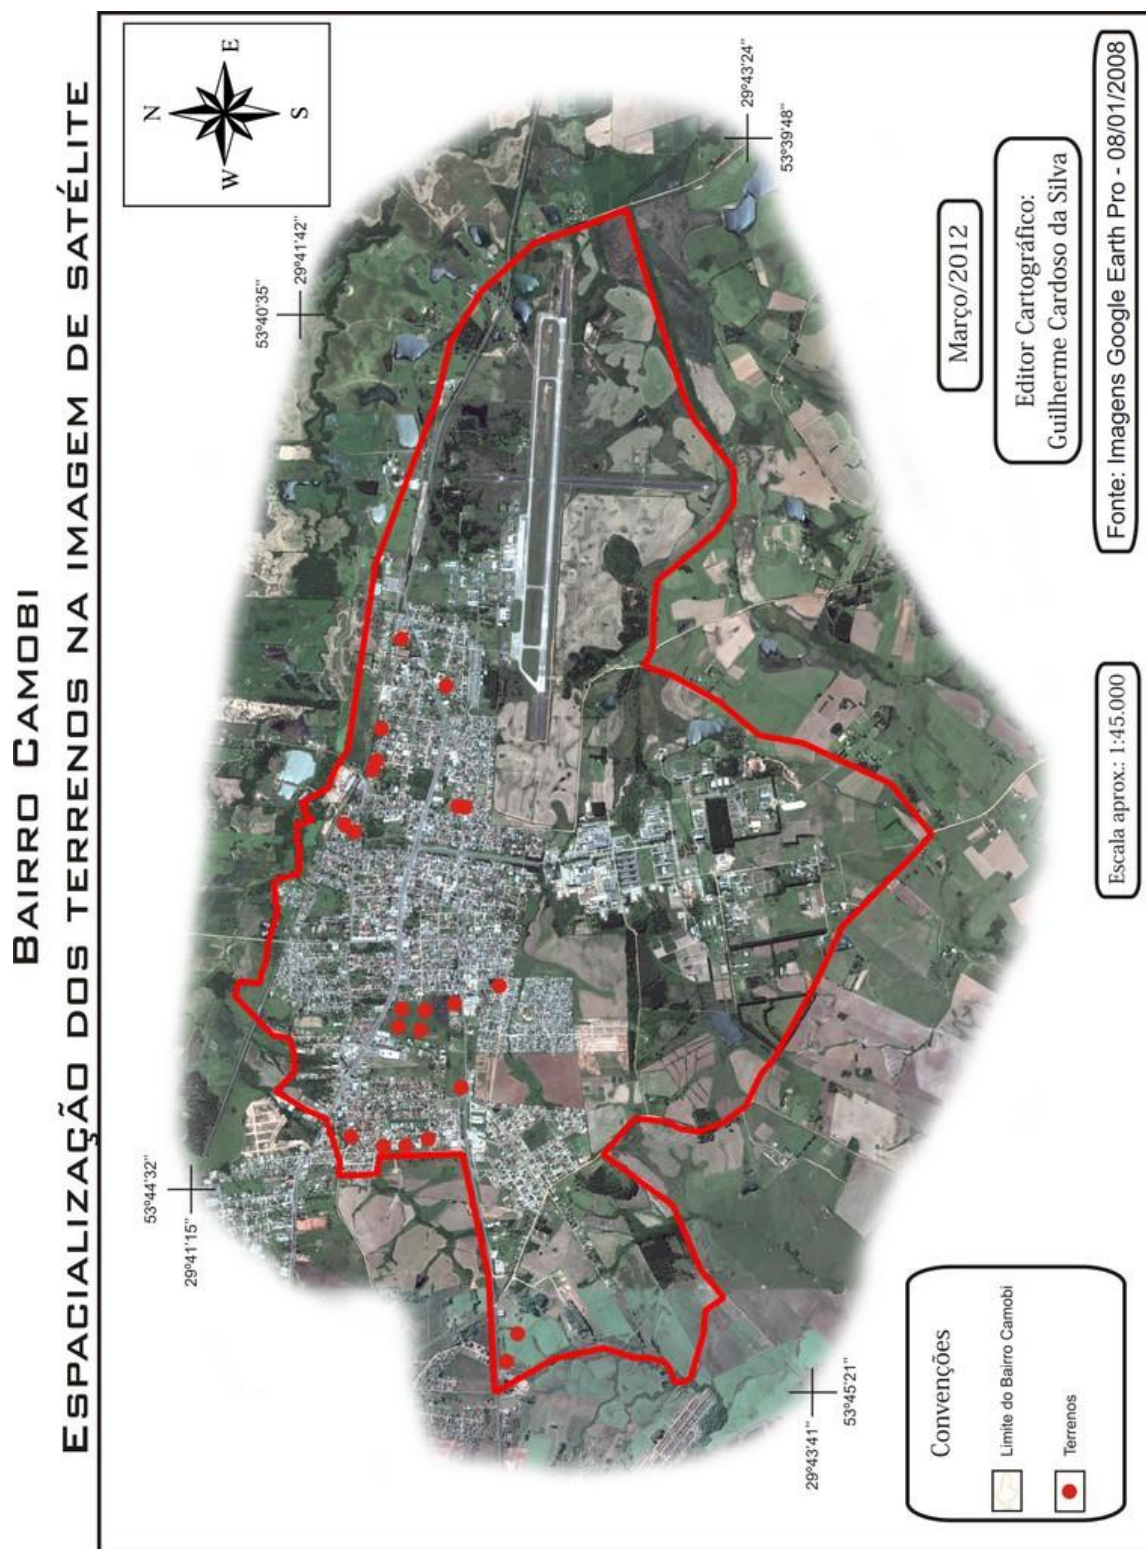 BAIRRO CAMOBI
ESPACIALIZAÇÃO DOS TERRENOS NA IMAGEM DE SATÉLITE
N
W
E
S
53°40'35"
29°41'42"
29°43'24"
53°39'48"
53°44'32"
29°41'15"
29°43'41"
53°45'21"
Março/2012
Editor Cartográfico:
Guilherme Cardoso da Silva
Fonte: Imagens Google Earth Pro - 08/01/2008
Escala aprox.: 1:45.000
Convenções
Limite do Bairro Camobi
Terrenos